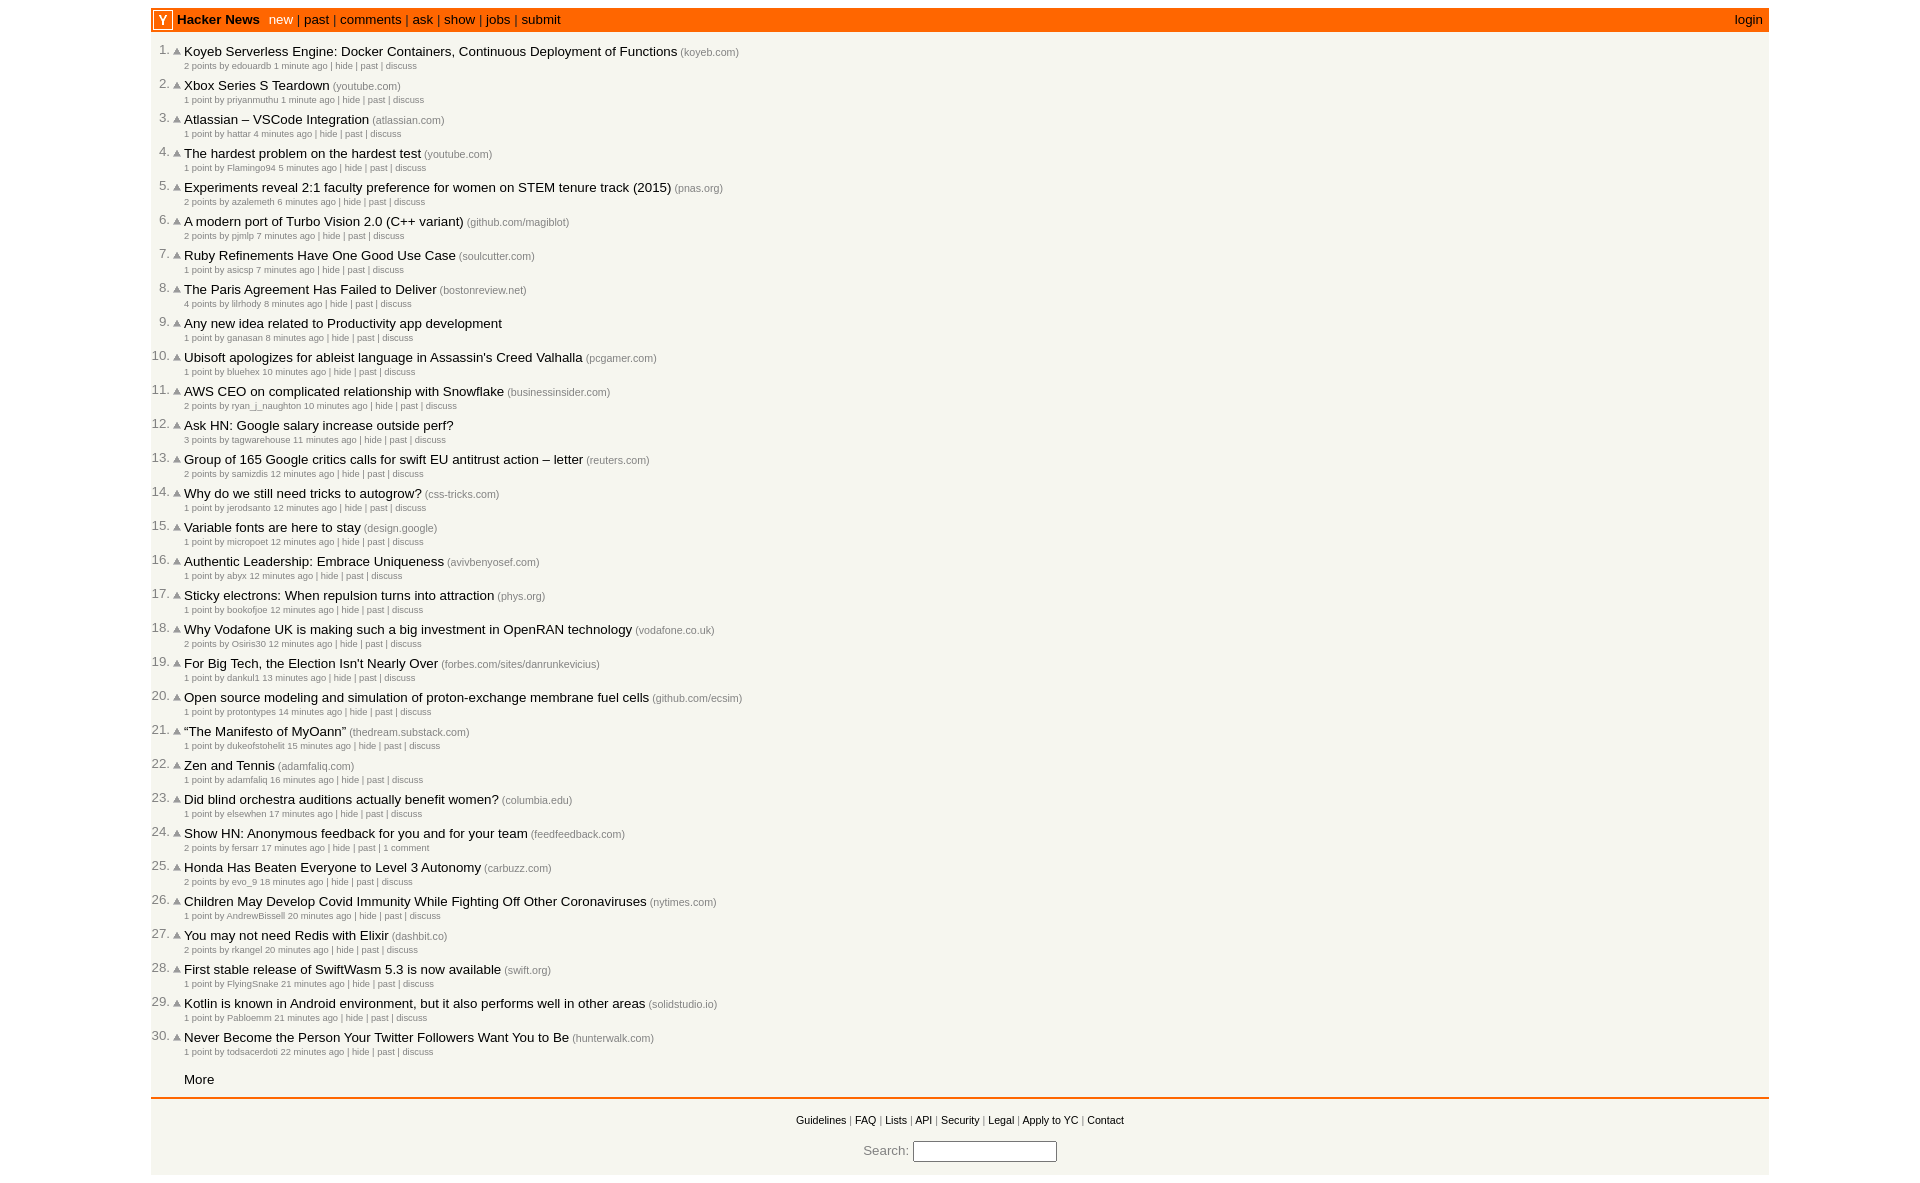 Y Hacker News new | past | comments | ask | show | jobs | submit login
1. Koyeb Serverless Engine: Docker Containers, Continuous Deployment of Functions (koyeb.com)
2 points by edouardb 1 minute ago | hide | past | discuss
2. Xbox Series S Teardown (youtube.com)
1 point by priyanmuthu 1 minute ago | hide | past | discuss
3. Atlassian – VSCode Integration (atlassian.com)
1 point by hattar 4 minutes ago | hide | past | discuss
4. The hardest problem on the hardest test (youtube.com)
1 point by Flamingo94 5 minutes ago | hide | past | discuss
5. Experiments reveal 2:1 faculty preference for women on STEM tenure track (2015) (pnas.org)
2 points by azalemeth 6 minutes ago | hide | past | discuss
6. A modern port of Turbo Vision 2.0 (C++ variant) (github.com/magiblot)
2 points by pjmlp 7 minutes ago | hide | past | discuss
7. Ruby Refinements Have One Good Use Case (soulcutter.com)
1 point by asicsp 7 minutes ago | hide | past | discuss
8. The Paris Agreement Has Failed to Deliver (bostonreview.net)
4 points by lilrhody 8 minutes ago | hide | past | discuss
9. Any new idea related to Productivity app development
1 point by ganasan 8 minutes ago | hide | past | discuss
10. Ubisoft apologizes for ableist language in Assassin's Creed Valhalla (pcgamer.com)
1 point by bluehex 10 minutes ago | hide | past | discuss
11. AWS CEO on complicated relationship with Snowflake (businessinsider.com)
2 points by ryan_j_naughton 10 minutes ago | hide | past | discuss
12. Ask HN: Google salary increase outside perf?
3 points by tagwarehouse 11 minutes ago | hide | past | discuss
13. Group of 165 Google critics calls for swift EU antitrust action – letter (reuters.com)
2 points by samizdis 12 minutes ago | hide | past | discuss
14. Why do we still need tricks to autogrow? (css-tricks.com)
1 point by jerodsanto 12 minutes ago | hide | past | discuss
15. Variable fonts are here to stay (design.google)
1 point by micropoet 12 minutes ago | hide | past | discuss
16. Authentic Leadership: Embrace Uniqueness (avivbenyosef.com)
1 point by abyx 12 minutes ago | hide | past | discuss
17. Sticky electrons: When repulsion turns into attraction (phys.org)
1 point by bookofjoe 12 minutes ago | hide | past | discuss
18. Why Vodafone UK is making such a big investment in OpenRAN technology (vodafone.co.uk)
2 points by Osiris30 12 minutes ago | hide | past | discuss
19. For Big Tech, the Election Isn't Nearly Over (forbes.com/sites/danrunkevicius)
1 point by dankul1 13 minutes ago | hide | past | discuss
20. Open source modeling and simulation of proton-exchange membrane fuel cells (github.com/ecsim)
1 point by protontypes 14 minutes ago | hide | past | discuss
21. “The Manifesto of MyOann” (thedream.substack.com)
1 point by dukeofstohelit 15 minutes ago | hide | past | discuss
22. Zen and Tennis (adamfaliq.com)
1 point by adamfaliq 16 minutes ago | hide | past | discuss
23. Did blind orchestra auditions actually benefit women? (columbia.edu)
1 point by elsewhen 17 minutes ago | hide | past | discuss
24. Show HN: Anonymous feedback for you and for your team (feedfeedback.com)
2 points by fersarr 17 minutes ago | hide | past | 1 comment
25. Honda Has Beaten Everyone to Level 3 Autonomy (carbuzz.com)
2 points by evo_9 18 minutes ago | hide | past | discuss
26. Children May Develop Covid Immunity While Fighting Off Other Coronaviruses (nytimes.com)
1 point by AndrewBissell 20 minutes ago | hide | past | discuss
27. You may not need Redis with Elixir (dashbit.co)
2 points by rkangel 20 minutes ago | hide | past | discuss
28. First stable release of SwiftWasm 5.3 is now available (swift.org)
1 point by FlyingSnake 21 minutes ago | hide | past | discuss
29. Kotlin is known in Android environment, but it also performs well in other areas (solidstudio.io)
1 point by Pabloemm 21 minutes ago | hide | past | discuss
30. Never Become the Person Your Twitter Followers Want You to Be (hunterwalk.com)
1 point by todsacerdoti 22 minutes ago | hide | past | discuss
More
Guidelines | FAQ | Lists | API | Security | Legal | Apply to YC | Contact
Search: